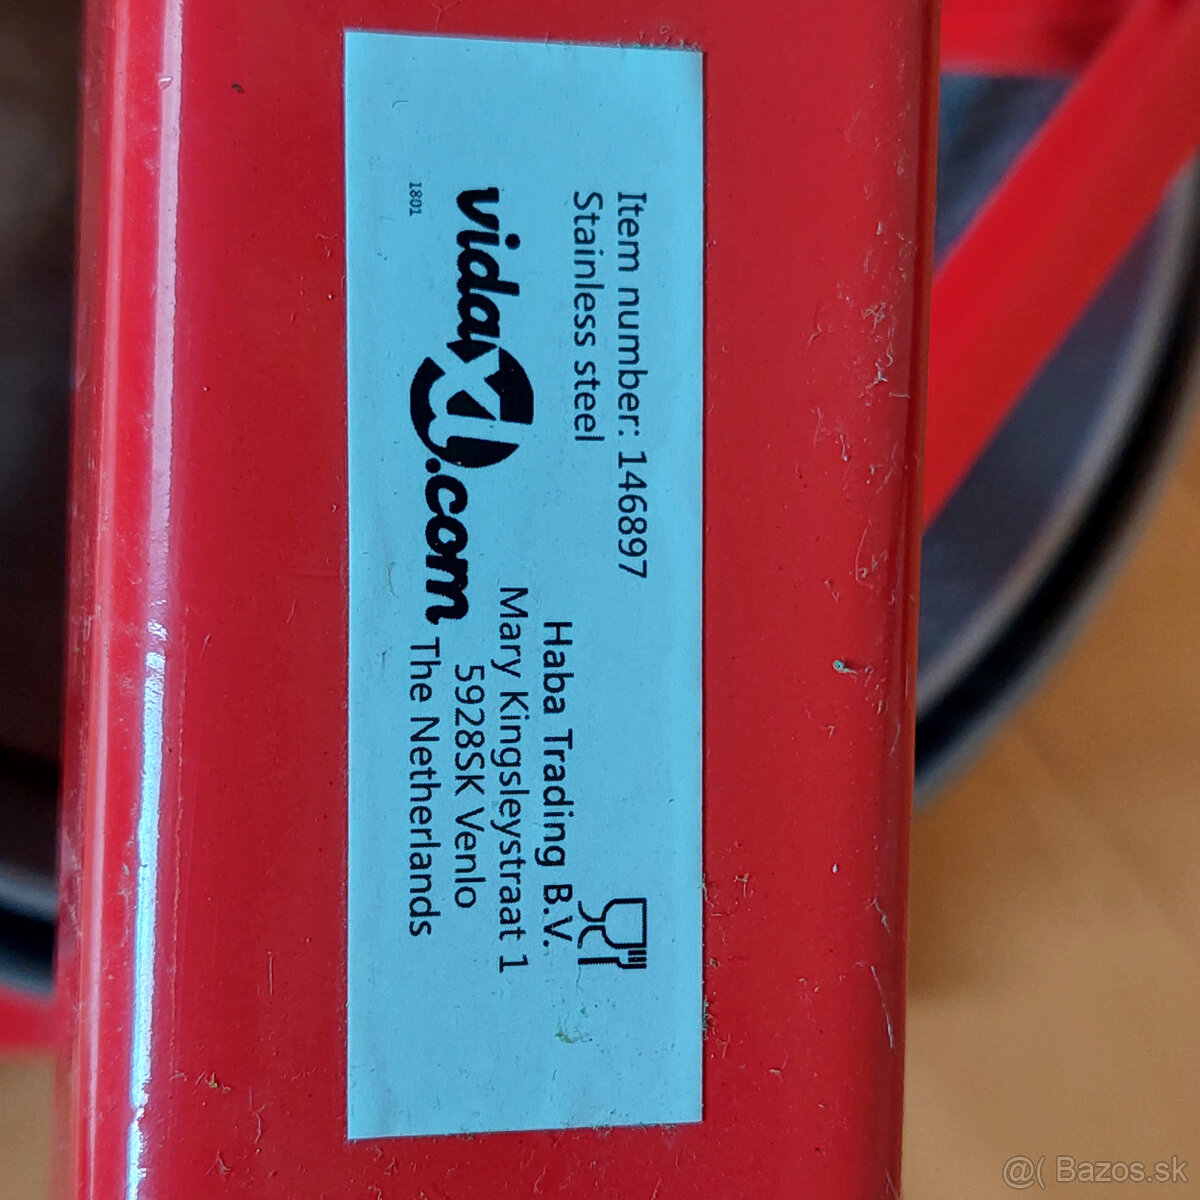 Item number: 146897
Stainless steel
vidaXL.com
1801
Haba Trading B.V.
Mary Kingsleystraat 1
5928SK Venlo
The Netherlands
@( Bazos.sk